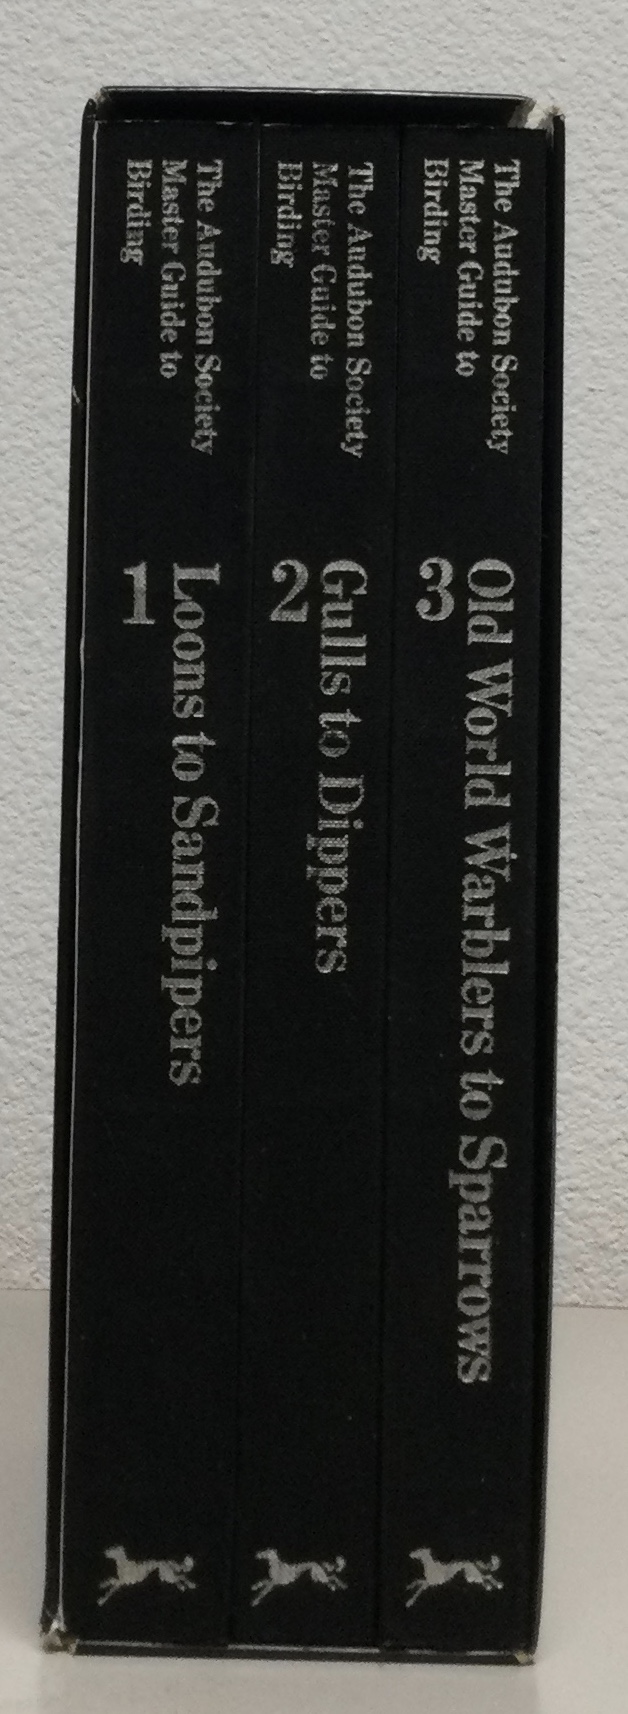 The Audubon Society
Master Guide to
Birding
1
Loons to Sandpipers
The Audubon Society
Master Guide to
Birding
2
Gulls to Dippers
The Audubon Society
Master Guide to
Birding
3
Old World Warblers to Sparrows